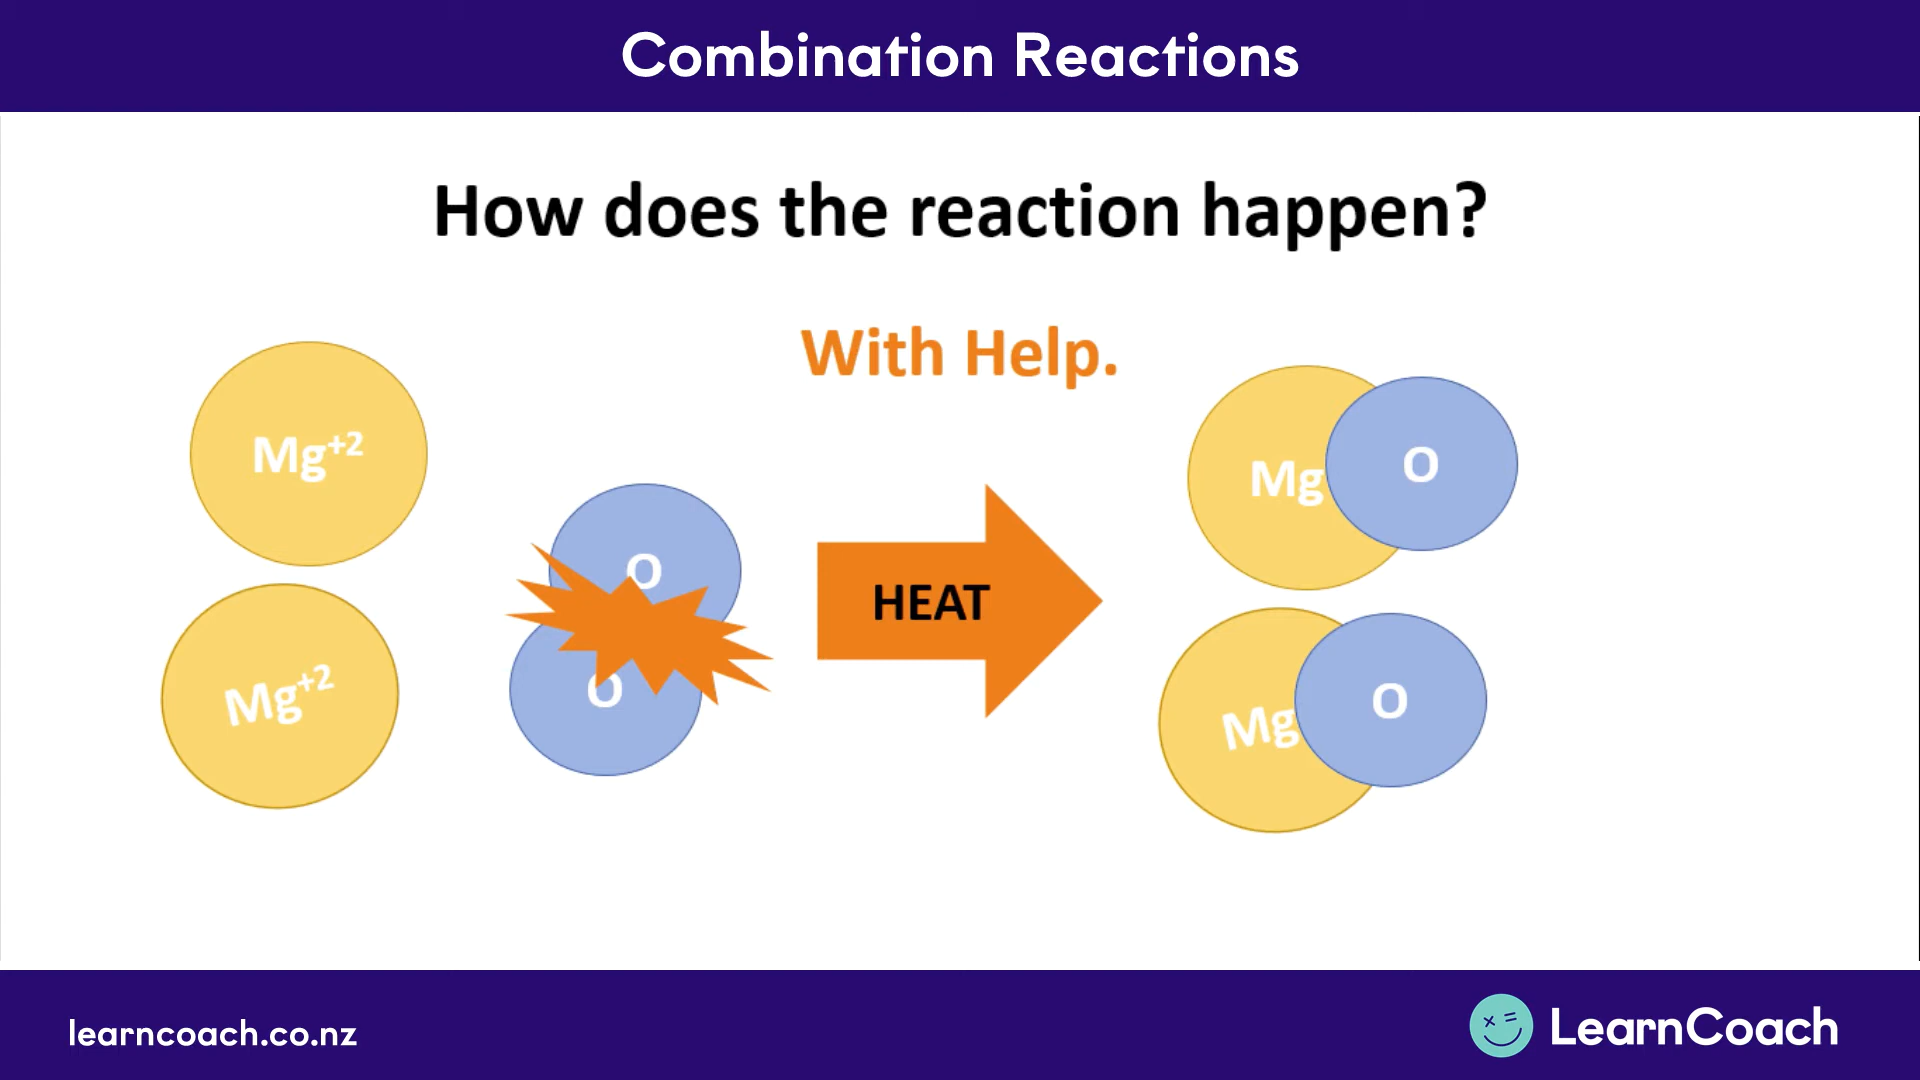 Combination Reactions
How does the reaction happen?
With Help.
Mg⁺²
Mg⁺²
O
O
HEAT
Mg
O
Mg
O
learncoach.co.nz
LearnCoach